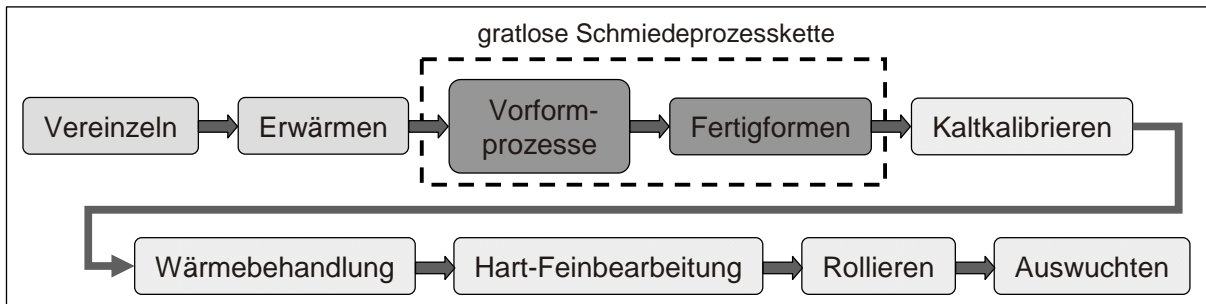 gratlose Schmiedeprozesskette
Vereinzeln
Erwärmen
Vorform-
prozesse
Fertigformen
Kaltkalibrieren
Wärmebehandlung
Hart-Feinbearbeitung
Rollieren
Auswuchten